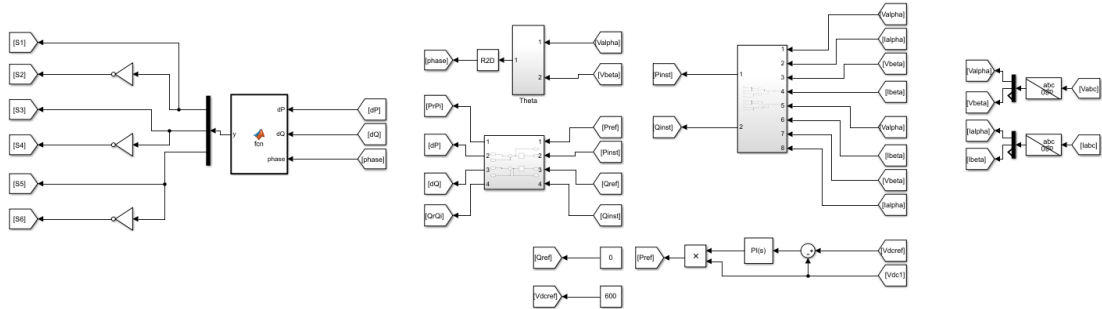 [S1]
[S2]
[S3]
[S4]
[S5]
[S6]
y
fcn
dP
dQ
phase
[dP]
[dQ]
[phase]
[phase]
R2D
1
1
2
Theta
[Valpha]
[Vbeta]
[PrPi]
[dP]
[dQ]
[QrQi]
1
2
3
4
1
2
3
4
[Pref]
[Pinst]
[Qref]
[Qinst]
[Pinst]
[Qinst]
1
2
1
2
3
4
5
6
7
8
[Valpha]
[Ialpha]
[Vbeta]
[Ibeta]
[Valpha]
[Ibeta]
[Vbeta]
[Ialpha]
[Valpha]
[Vbeta]
abc
[Vabc]
[Ialpha]
[Ibeta]
abc
[Iabc]
[Qref]
0
[Vdcref]
600
[Pref]
×
PI(s)
+
−
[Vdcref]
[Vdc1]